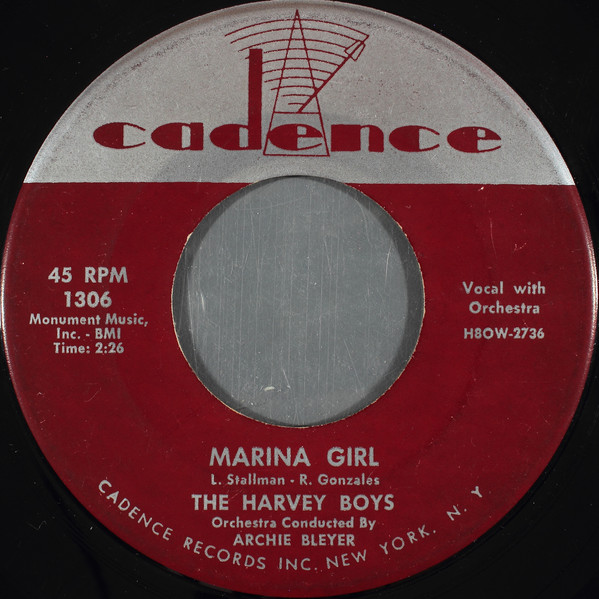 cadence
45 RPM
1306
Monument Music,
Inc. - BMI
Time: 2:26
Vocal with
Orchestra
H8OW-2736
MARINA GIRL
L. Stallman - R. Gonzales
THE HARVEY BOYS
Orchestra Conducted By
ARCHIE BLEYER
CADENCE RECORDS INC. NEW YORK, N. Y.